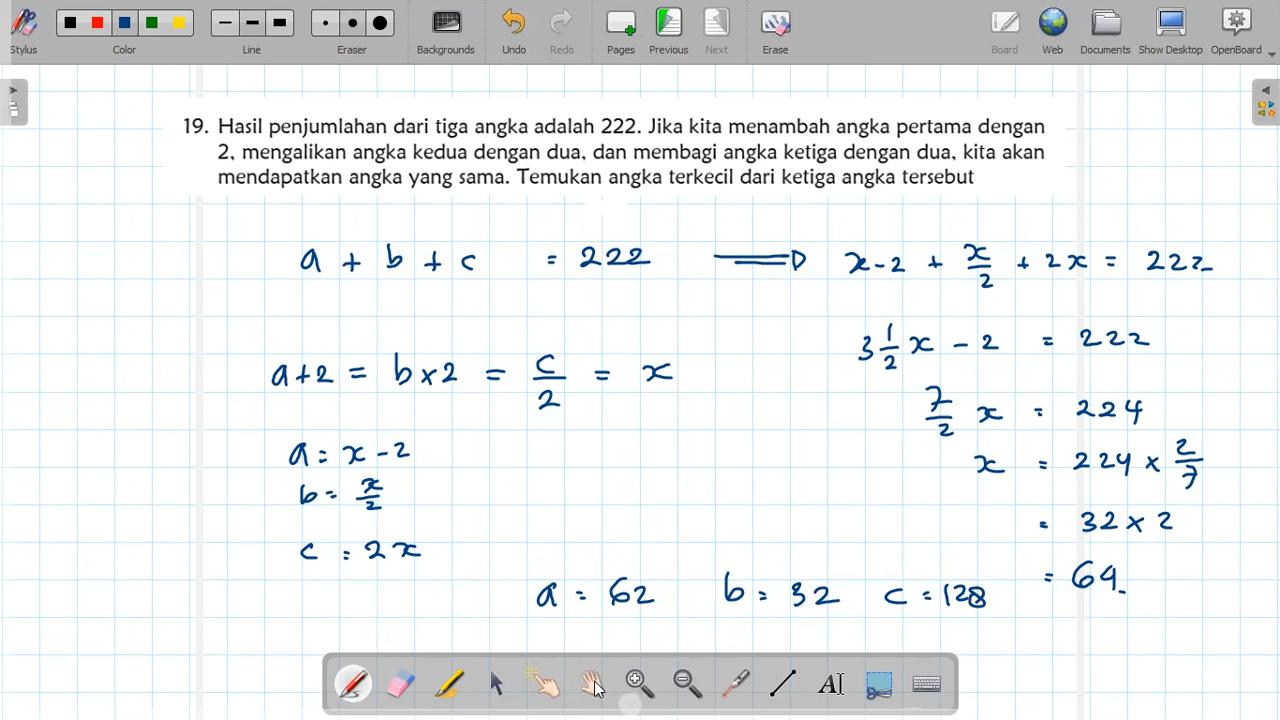 Stylus
Color
Line
Eraser
Backgrounds
Undo
Redo
Pages
Previous
Next
Erase
Board
Web
Documents
Show Desktop
OpenBoard
19. Hasil penjumlahan dari tiga angka adalah 222. Jika kita menambah angka pertama dengan
2, mengalikan angka kedua dengan dua, dan membagi angka ketiga dengan dua, kita akan
mendapatkan angka yang sama. Temukan angka terkecil dari ketiga angka tersebut
a + b + c = 222 ⟹ x-2 + x/2 + 2x = 222
3 1/2 x - 2 = 222
a+2 = b×2 = c/2 = x
7/2 x = 224
a = x-2
x = 224 × 2/7
b = x/2
= 32 × 2
c = 2x
= 64
a = 62 b = 32 c = 128
AI